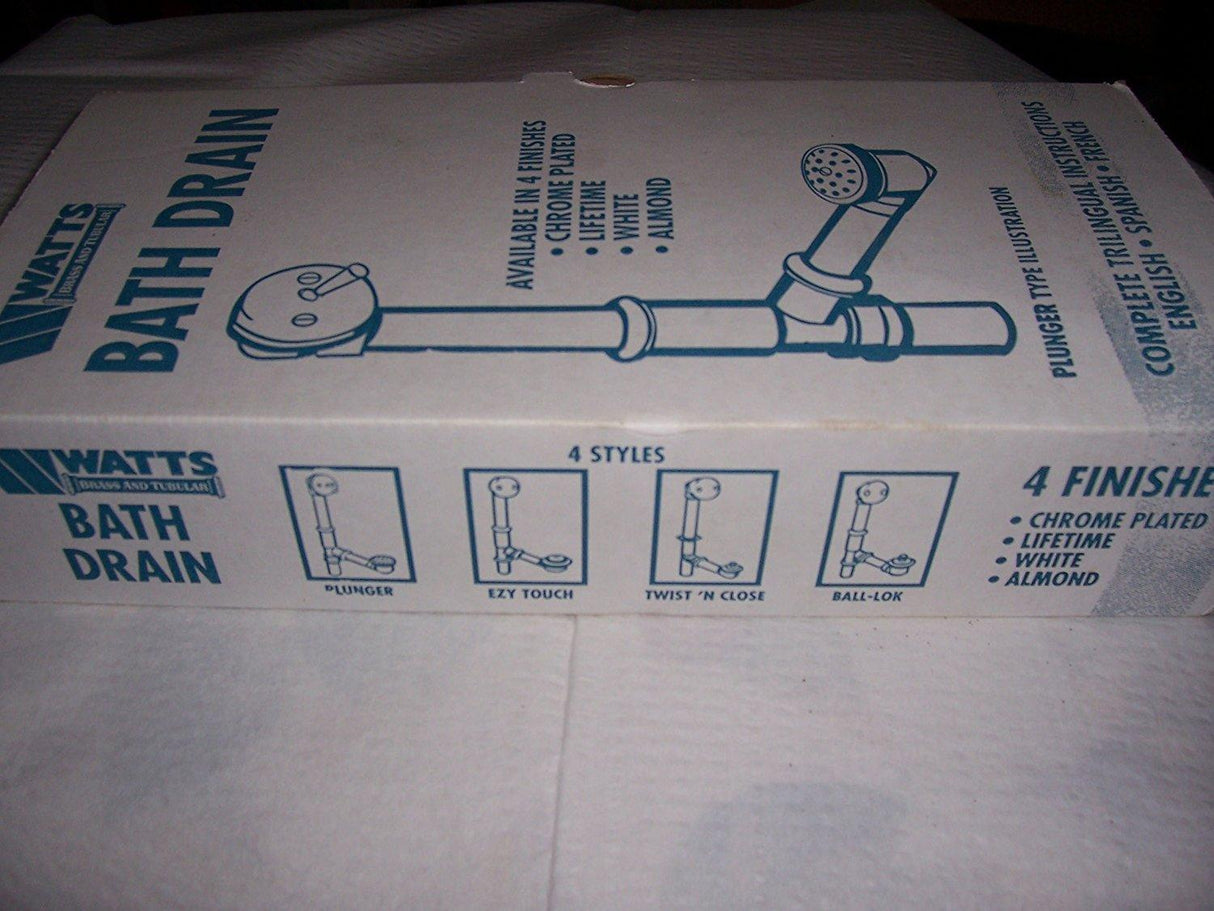 WATTS
BRASS AND TUBULAR
BATH DRAIN
AVAILABLE IN 4 FINISHES
• CHROME PLATED
• LIFETIME
• WHITE
• ALMOND
PLUNGER TYPE ILLUSTRATION
COMPLETE TRILINGUAL INSTRUCTIONS
ENGLISH • SPANISH • FRENCH
WATTS
BRASS AND TUBULAR
BATH
DRAIN
4 STYLES
PLUNGER
EZY TOUCH
TWIST 'N CLOSE
BALL-LOK
4 FINISHE
• CHROME PLATED
• LIFETIME
• WHITE
• ALMOND